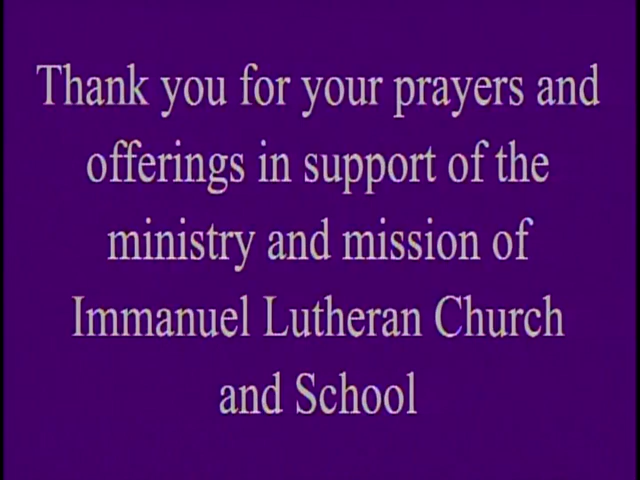 Thank you for your prayers and
offerings in support of the
ministry and mission of
Immanuel Lutheran Church
and School